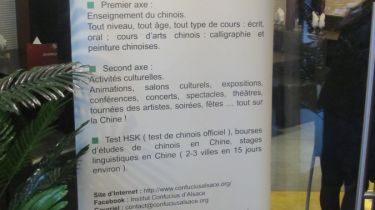 Premier axe :
Enseignement du chinois.
Tout niveau, tout âge, tout type de cours : écrit,
oral ; cours d'arts chinois : calligraphie et
peinture chinoises.
Second axe :
Activités culturelles.
Animations, salons culturels, expositions,
conférences, concerts, spectacles, théâtres,
tournées des artistes, soirées, fêtes ... tout sur
la Chine !
Test HSK ( test de chinois officiel ), bourses
d'études de chinois en Chine, stages
linguistiques en Chine ( 2-3 villes en 15 jours
environ ).
Site d'Internet : http://www.confuciusalsace.org/
Facebook : Institut Confucius d'Alsace
Courriel : contact@confuciusalsace.org